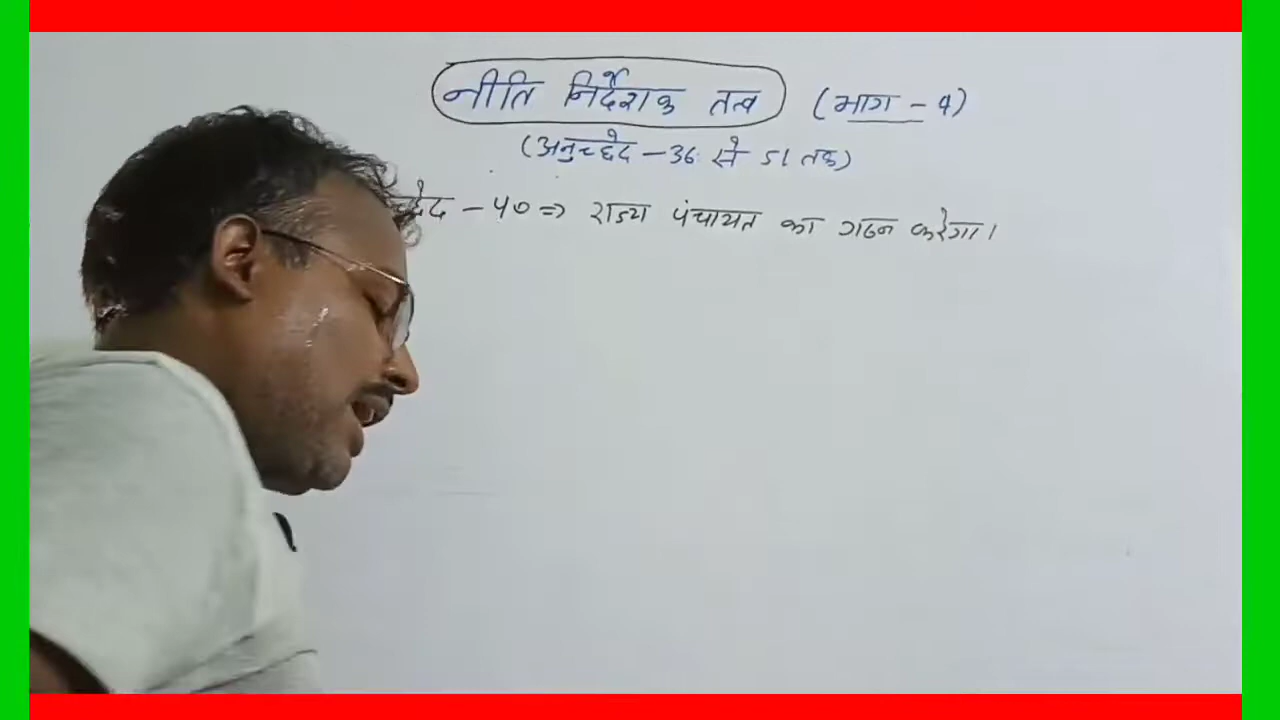 नीति निर्देशक तत्व (भाग - 4)
(अनुच्छेद - 36 से 51 तक)
च्छेद - 40 => राज्य पंचायत का गठन करेगा।